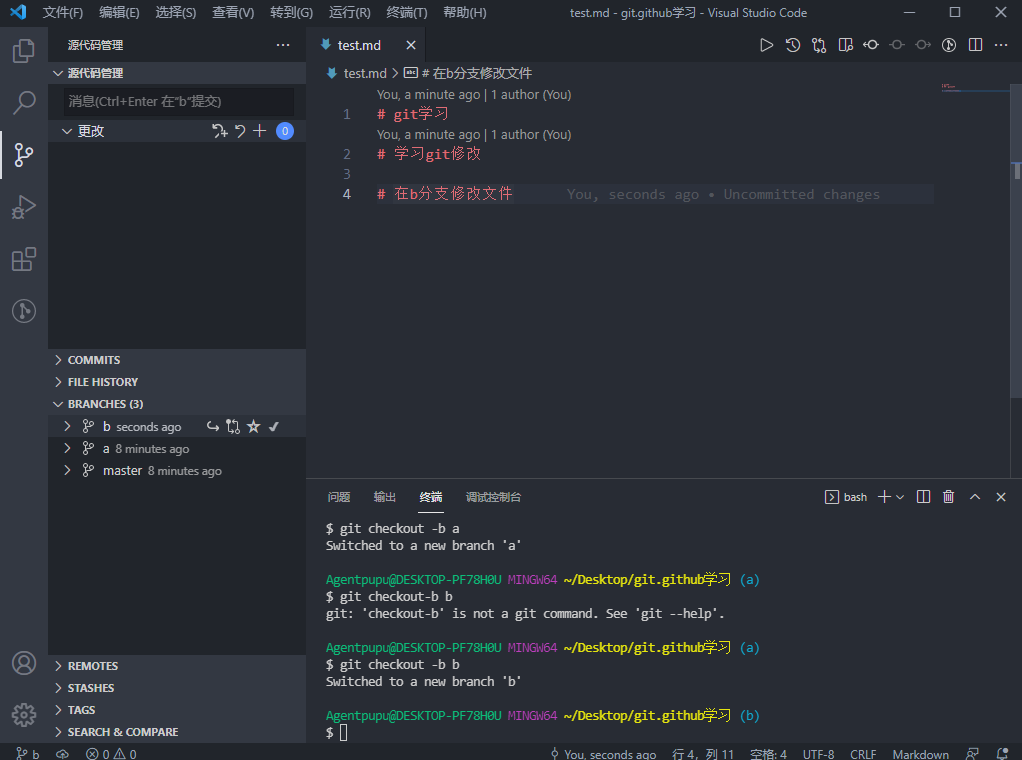 文件(F) 编辑(E) 选择(S) 查看(V) 转到(G) 运行(R) 终端(T) 帮助(H) test.md - git.github学习 - Visual Studio Code
源代码管理
源代码管理
消息(Ctrl+Enter 在"b"提交)
更改 0
COMMITS
FILE HISTORY
BRANCHES (3)
b seconds ago
a 8 minutes ago
master 8 minutes ago
REMOTES
STASHES
TAGS
SEARCH & COMPARE
test.md
test.md > # 在b分支修改文件
You, a minute ago | 1 author (You)
1 # git学习
You, a minute ago | 1 author (You)
2 # 学习git修改
3
4 # 在b分支修改文件 You, seconds ago • Uncommitted changes
问题 输出 终端 调试控制台 bash
$ git checkout -b a
Switched to a new branch 'a'
Agentpupu@DESKTOP-PF78H0U MINGW64 ~/Desktop/git.github学习 (a)
$ git checkout-b b
git: 'checkout-b' is not a git command. See 'git --help'.
Agentpupu@DESKTOP-PF78H0U MINGW64 ~/Desktop/git.github学习 (a)
$ git checkout -b b
Switched to a new branch 'b'
Agentpupu@DESKTOP-PF78H0U MINGW64 ~/Desktop/git.github学习 (b)
$
b 0 0 You, seconds ago 行 4，列 11 空格: 4 UTF-8 CRLF Markdown